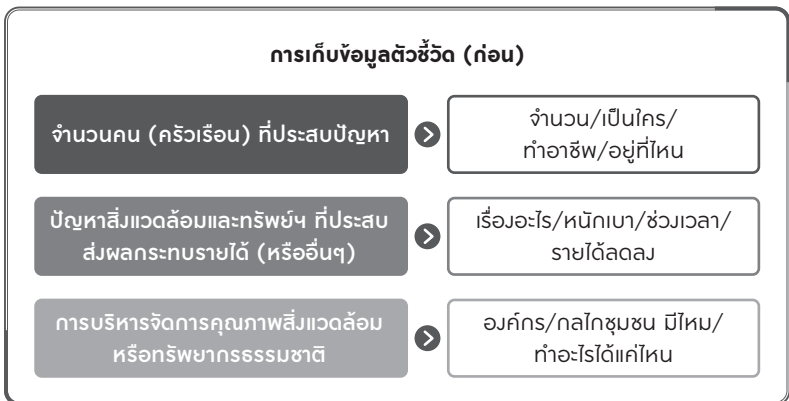 การเก็บข้อมูลตัวชี้วัด (ก่อน)
จำนวนคน (ครัวเรือน) ที่ประสบปัญหา
จำนวน/เป็นใคร/
ทำอาชีพ/อยู่ที่ไหน
ปัญหาสิ่งแวดล้อมและทรัพย์ฯ ที่ประสบ
ส่งผลกระทบรายได้ (หรืออื่นๆ)
เรื่องอะไร/หนักเบา/ช่วงเวลา/
รายได้ลดลง
การบริหารจัดการคุณภาพสิ่งแวดล้อม
หรือทรัพยากรธรรมชาติ
องค์กร/กลไกชุมชน มีไหม/
ทำอะไรได้แค่ไหน